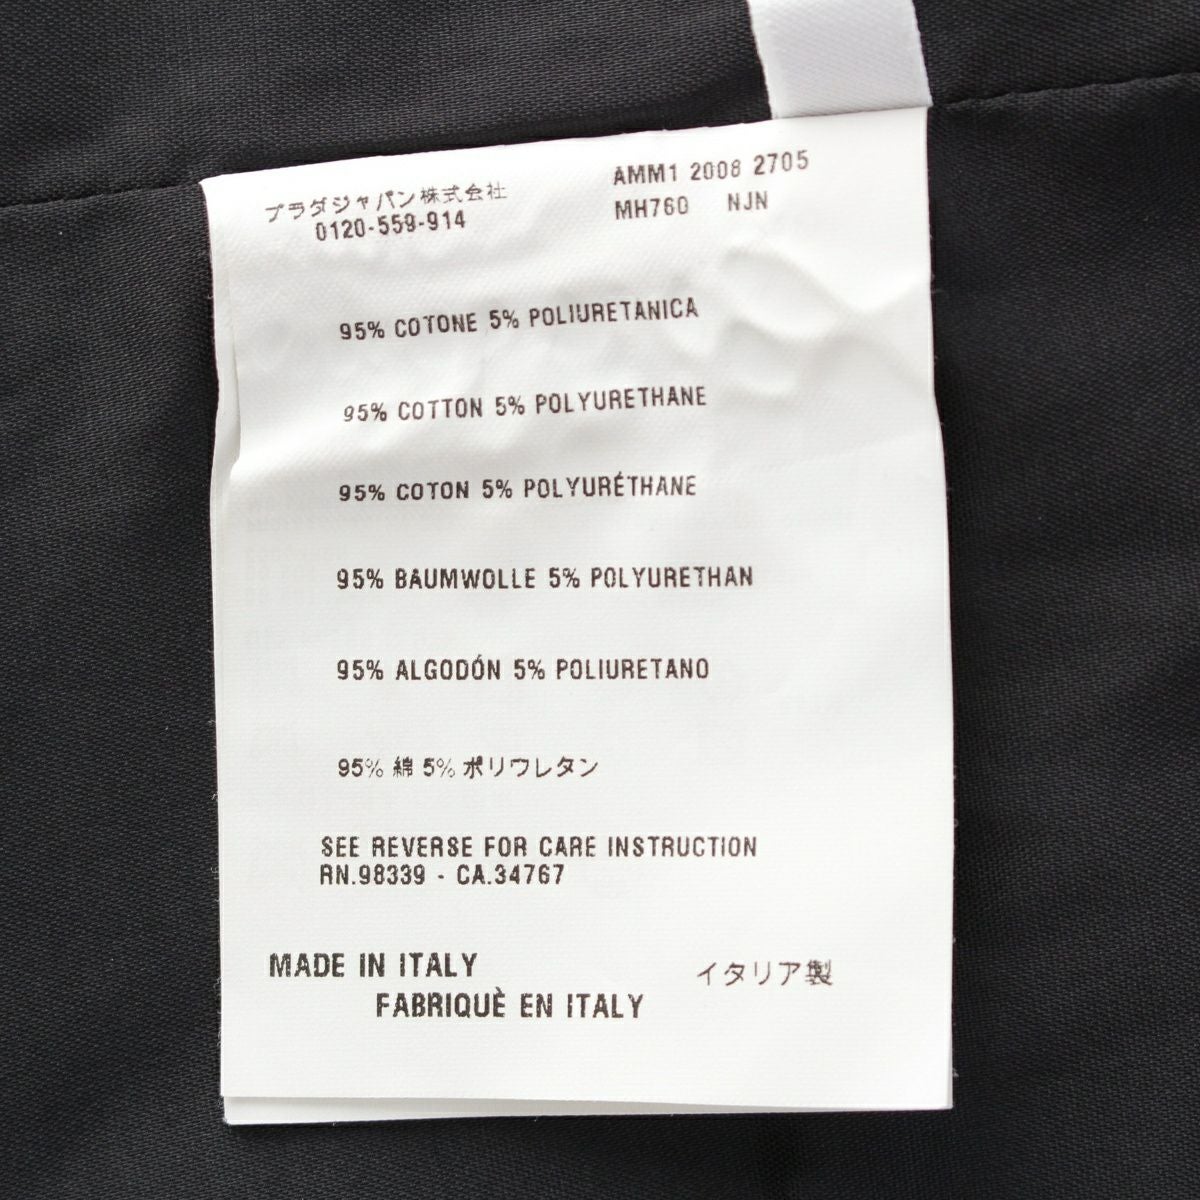 プラダジャパン株式会社
0120-559-914
AMM1 2008 2705
MH760 NJN
95% COTONE 5% POLIURETANICA
95% COTTON 5% POLYURETHANE
95% COTON 5% POLYURÉTHANE
95% BAUMWOLLE 5% POLYURETHAN
95% ALGODÓN 5% POLIURETANO
95% 綿 5% ポリウレタン
SEE REVERSE FOR CARE INSTRUCTION
RN.98339 - CA.34767
MADE IN ITALY イタリア製
FABRIQUÈ EN ITALY